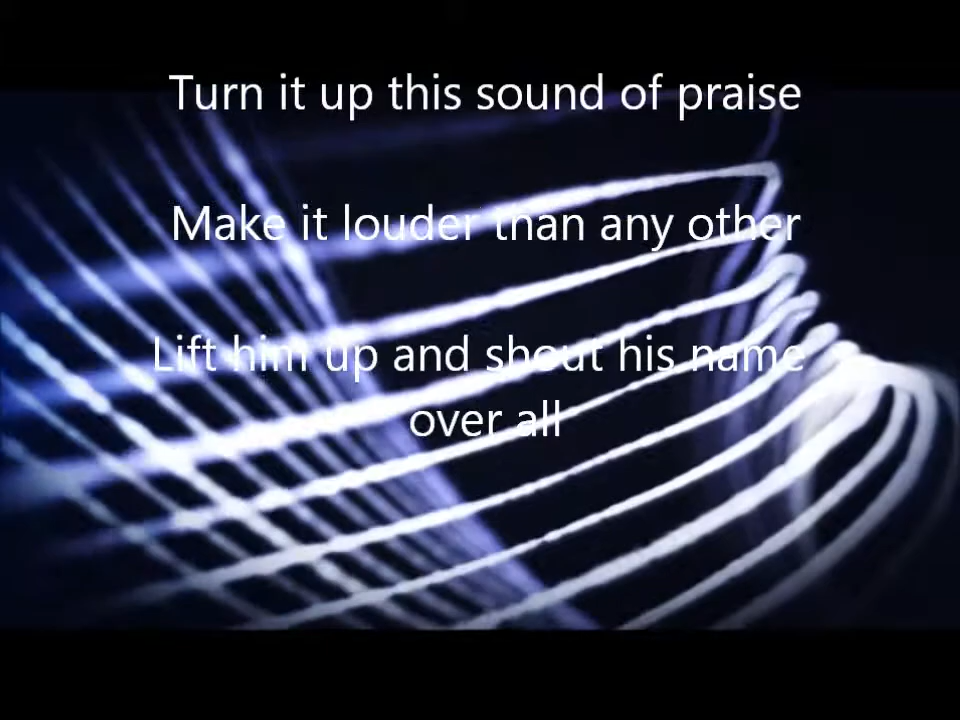 Turn it up this sound of praise
Make it louder than any other
Lift him up and shout his name
over all